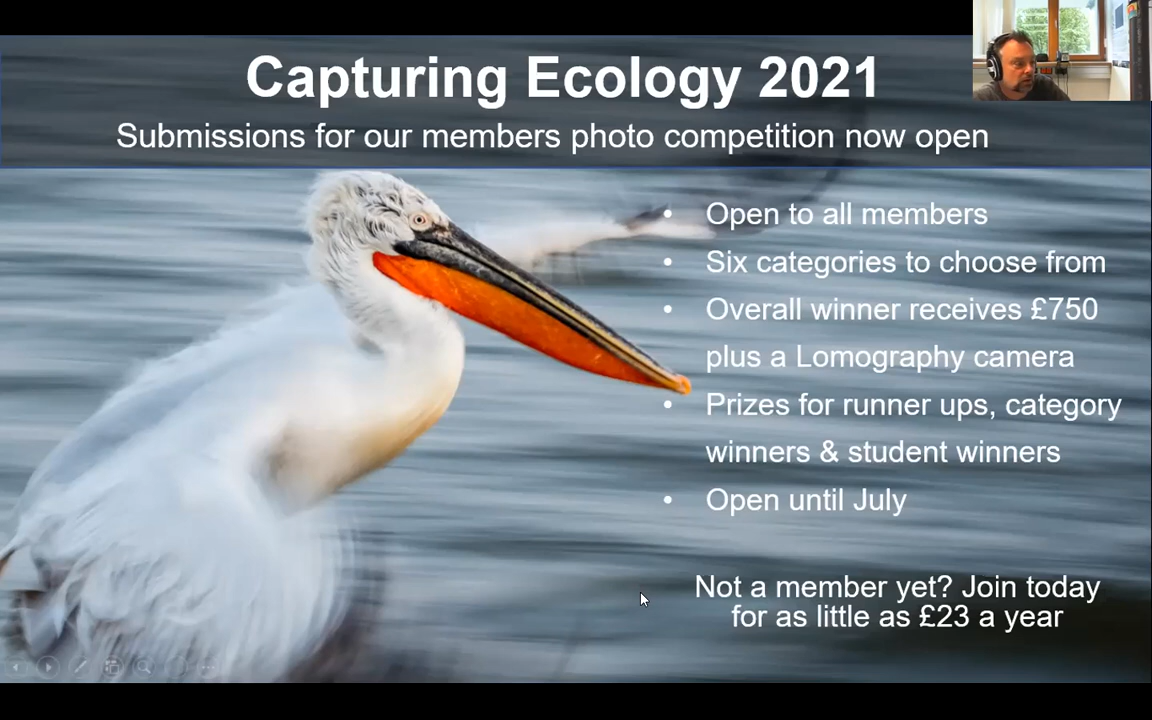 Capturing Ecology 2021
Submissions for our members photo competition now open
• Open to all members
• Six categories to choose from
• Overall winner receives £750
plus a Lomography camera
• Prizes for runner ups, category
winners & student winners
• Open until July
Not a member yet? Join today
for as little as £23 a year